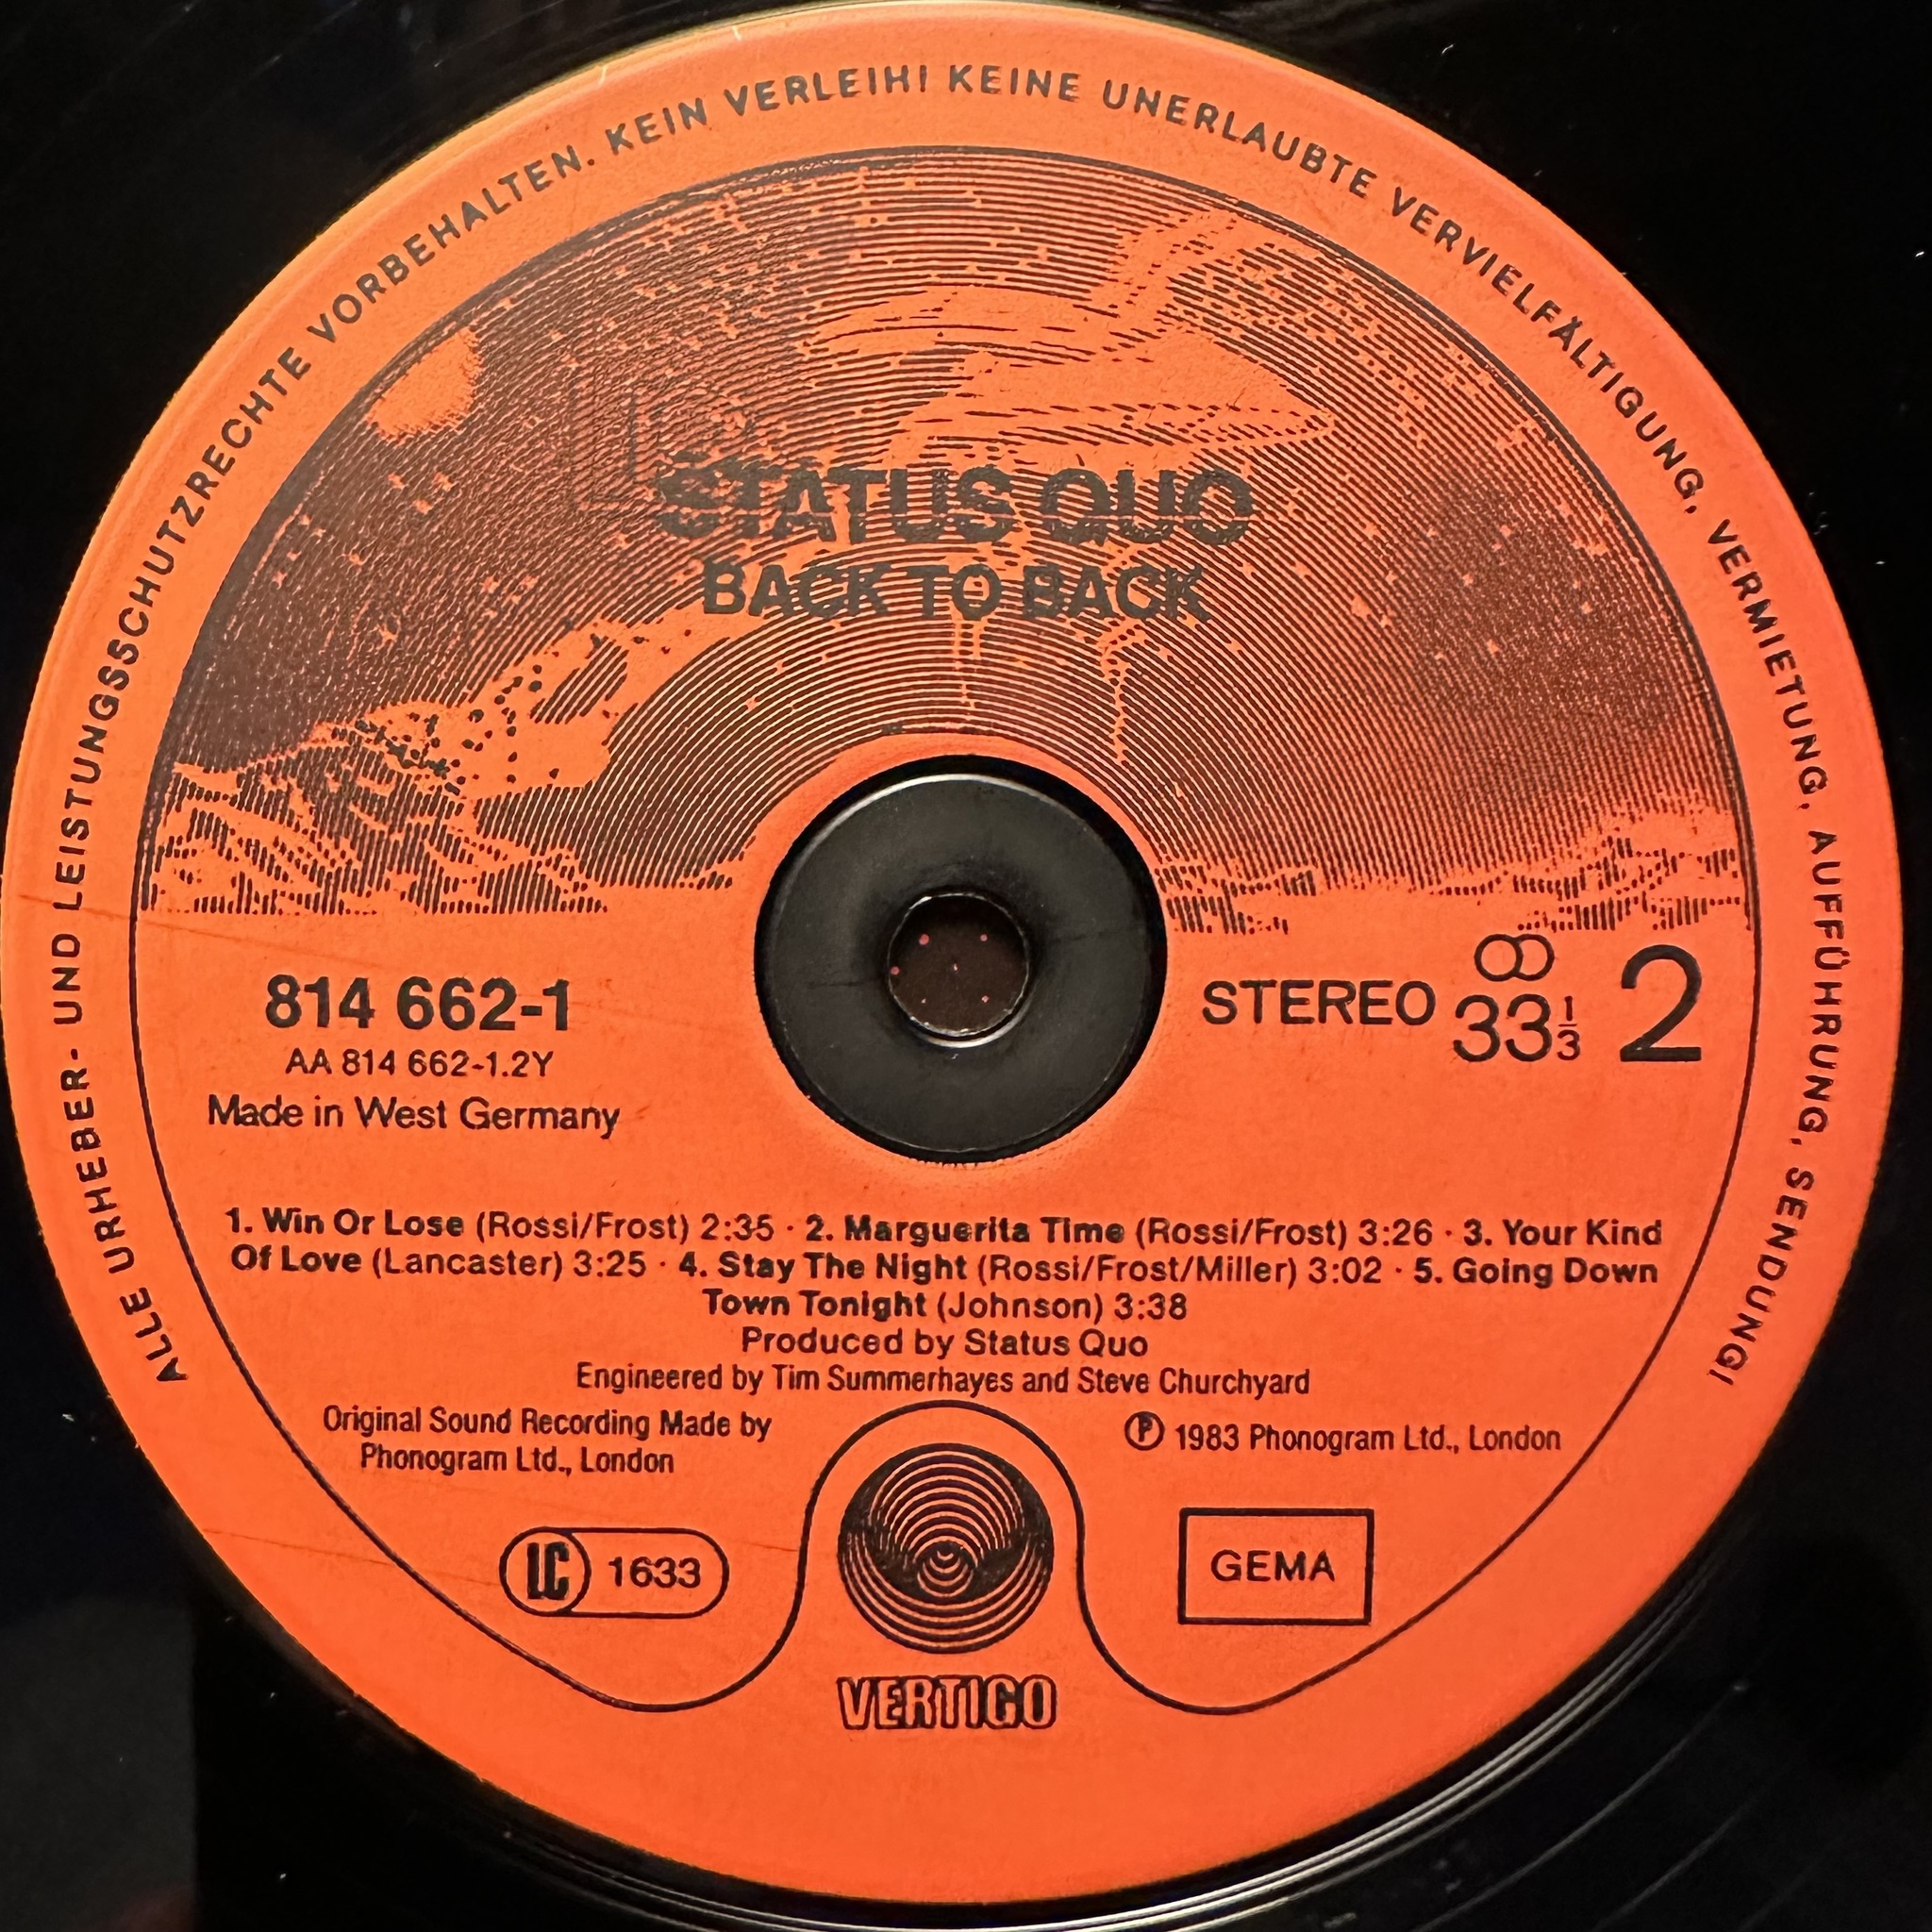 ALLE URHEBER- UND LEISTUNGSSCHUTZRECHTE VORBEHALTEN. KEIN VERLEIH! KEINE UNERLAUBTE VERVIELFÄLTIGUNG, VERMIETUNG, AUFFÜHRUNG, SENDUNG!
STATUS QUO
BACK TO BACK
814 662-1
AA 814 662-1.2Y
Made in West Germany
STEREO 33 1/3 2
1. Win Or Lose (Rossi/Frost) 2:35 · 2. Marguerita Time (Rossi/Frost) 3:26 · 3. Your Kind
Of Love (Lancaster) 3:25 · 4. Stay The Night (Rossi/Frost/Miller) 3:02 · 5. Going Down
Town Tonight (Johnson) 3:38
Produced by Status Quo
Engineered by Tim Summerhayes and Steve Churchyard
Original Sound Recording Made by
Phonogram Ltd., London
℗ 1983 Phonogram Ltd., London
LC 1633
GEMA
VERTIGO